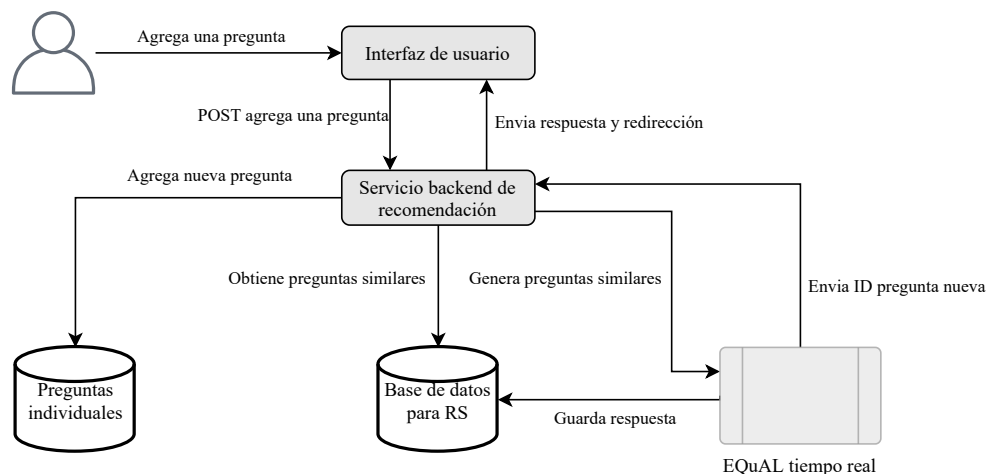 Agrega una pregunta
Interfaz de usuario
POST agrega una pregunta
Envia respuesta y redirección
Agrega nueva pregunta
Servicio backend de
recomendación
Obtiene preguntas similares
Genera preguntas similares
Envia ID pregunta nueva
Preguntas
individuales
Base de datos
para RS
Guarda respuesta
EQuAL tiempo real